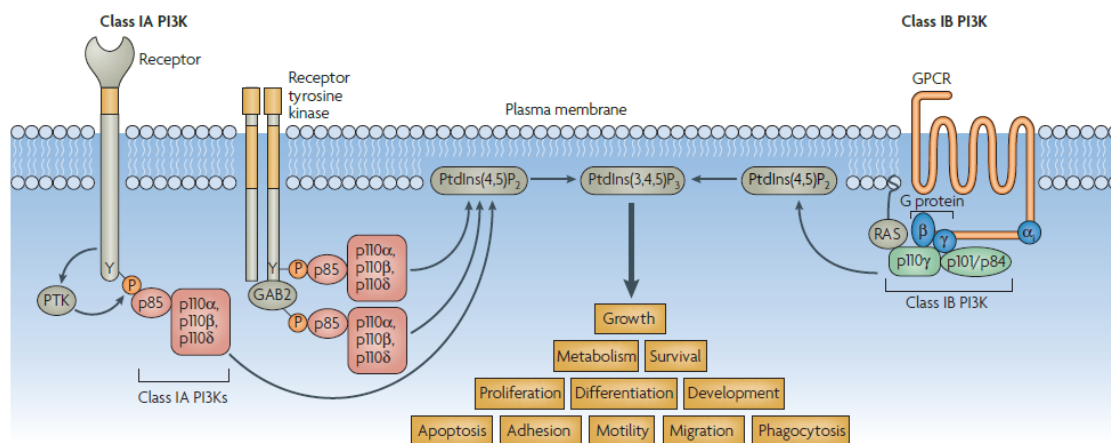 Class IA PI3K
Class IB PI3K
Receptor
Receptor
tyrosine
kinase
Plasma membrane
GPCR
PtdIns(4,5)P2
PtdIns(3,4,5)P3
PtdIns(4,5)P2
G protein
RAS
β
γ
αi
p110γ
p101/p84
Class IB PI3K
Y
PTK
P
p85
p110α,
p110β,
p110δ
Class IA PI3Ks
Y
GAB2
P
p85
p110α,
p110β,
p110δ
P
p85
p110α,
p110β,
p110δ
Growth
Metabolism
Survival
Proliferation
Differentiation
Development
Apoptosis
Adhesion
Motility
Migration
Phagocytosis